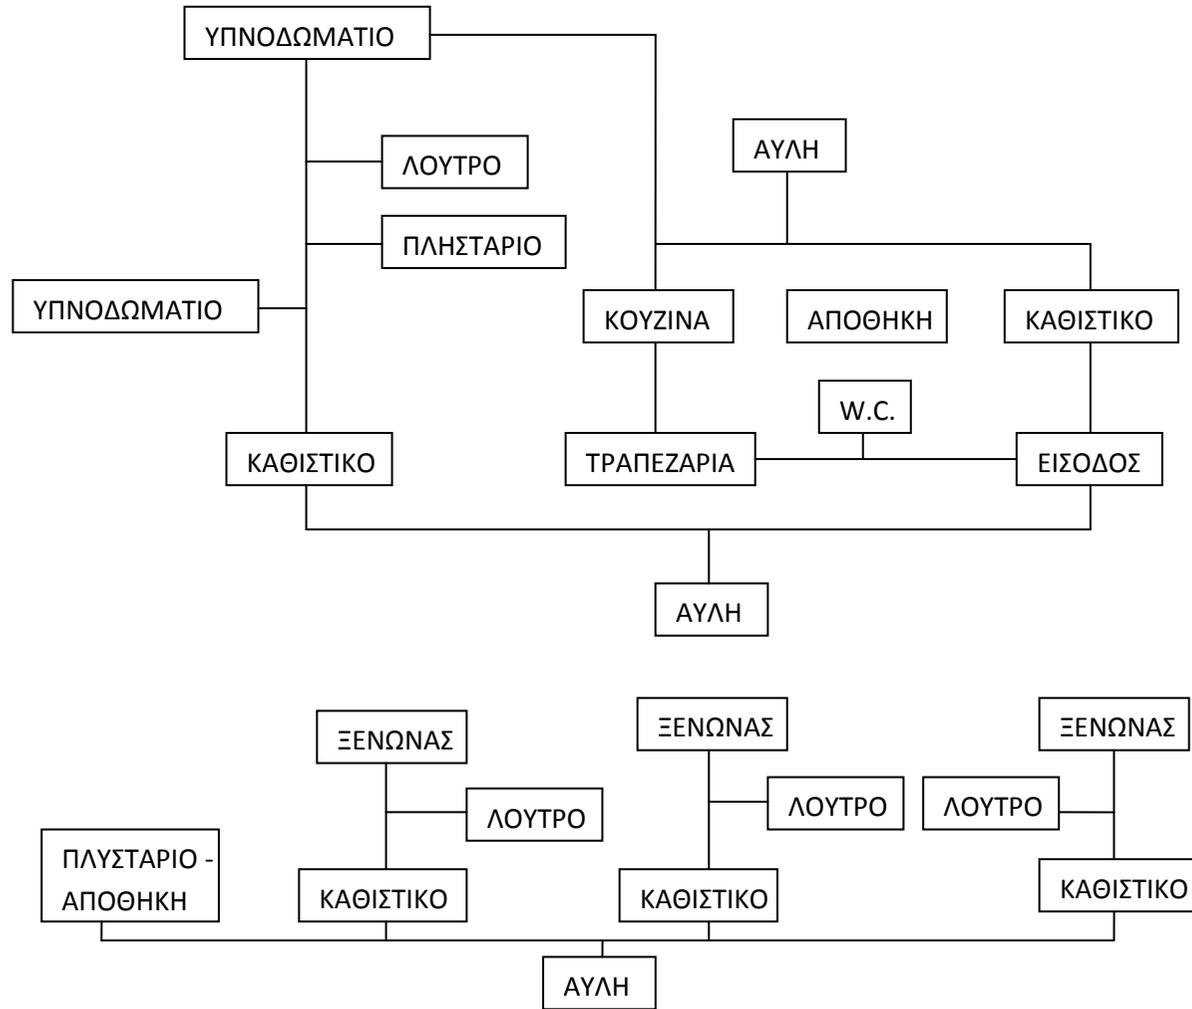 ΥΠΝΟΔΩΜΑΤΙΟ
ΛΟΥΤΡΟ
ΑΥΛΗ
ΠΛΗΣΤΑΡΙΟ
ΥΠΝΟΔΩΜΑΤΙΟ
ΚΟΥΖΙΝΑ
ΑΠΟΘΗΚΗ
ΚΑΘΙΣΤΙΚΟ
W.C.
ΚΑΘΙΣΤΙΚΟ
ΤΡΑΠΕΖΑΡΙΑ
ΕΙΣΟΔΟΣ
ΑΥΛΗ
ΞΕΝΩΝΑΣ
ΞΕΝΩΝΑΣ
ΞΕΝΩΝΑΣ
ΛΟΥΤΡΟ
ΛΟΥΤΡΟ
ΛΟΥΤΡΟ
ΠΛΥΣΤΑΡΙΟ -
ΑΠΟΘΗΚΗ
ΚΑΘΙΣΤΙΚΟ
ΚΑΘΙΣΤΙΚΟ
ΚΑΘΙΣΤΙΚΟ
ΑΥΛΗ